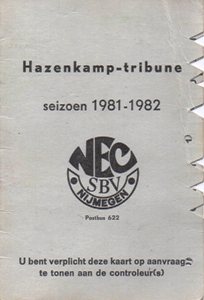 Hazenkamp-tribune
seizoen 1981-1982
NEC
SBV
NIJMEGEN
Postbus 622
U bent verplicht deze kaart op aanvraag
te tonen aan de controleur(s)